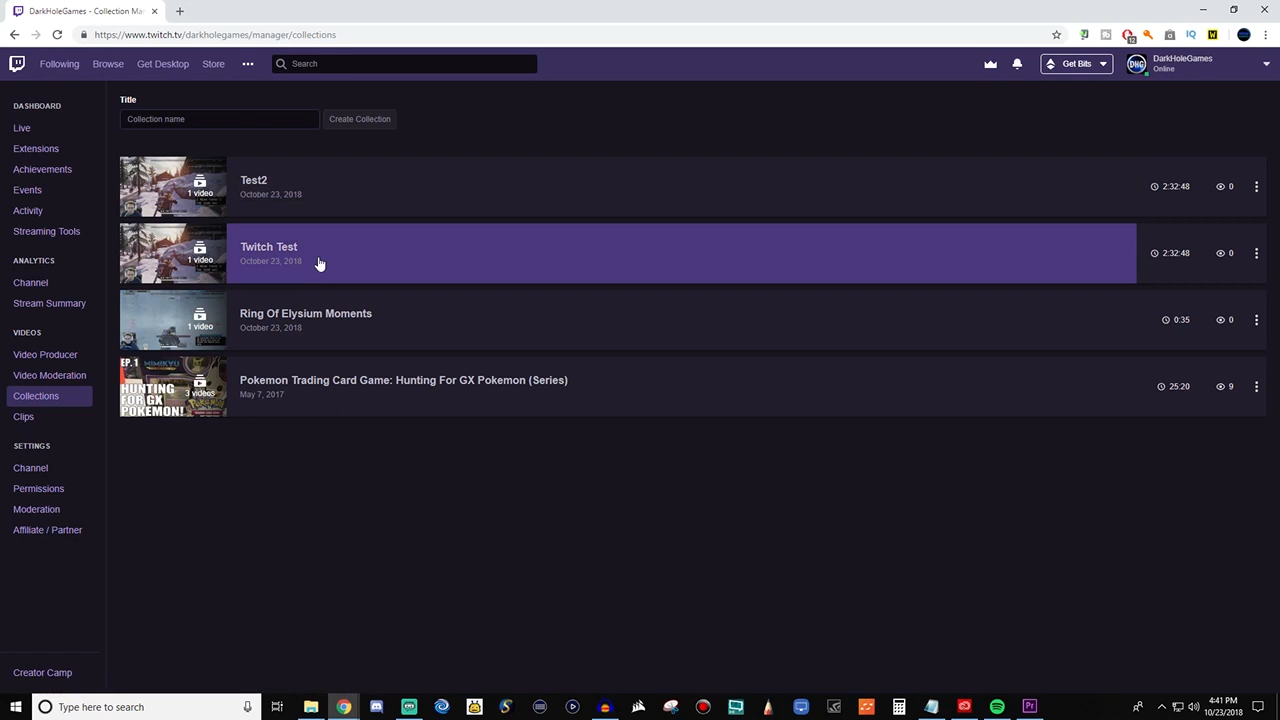 DarkHoleGames - Collection Ma
https://www.twitch.tv/darkholegames/manager/collections
12
Following
Browse
Get Desktop
Store
Search
Get Bits
DHG
DarkHoleGames
Online
DASHBOARD
Live
Extensions
Achievements
Events
Activity
Streaming Tools
ANALYTICS
Channel
Stream Summary
VIDEOS
Video Producer
Video Moderation
Collections
Clips
SETTINGS
Channel
Permissions
Moderation
Affiliate / Partner
Creator Camp
Title
Collection name
Create Collection
1 video
Test2
October 23, 2018
2:32:48
0
1 video
Twitch Test
October 23, 2018
2:32:48
0
1 video
Ring Of Elysium Moments
October 23, 2018
0:35
0
EP. 1
HUNTING
FOR GX
POKEMON!
3 videos
Pokemon Trading Card Game: Hunting For GX Pokemon (Series)
May 7, 2017
25:20
9
Type here to search
4:41 PM
10/23/2018